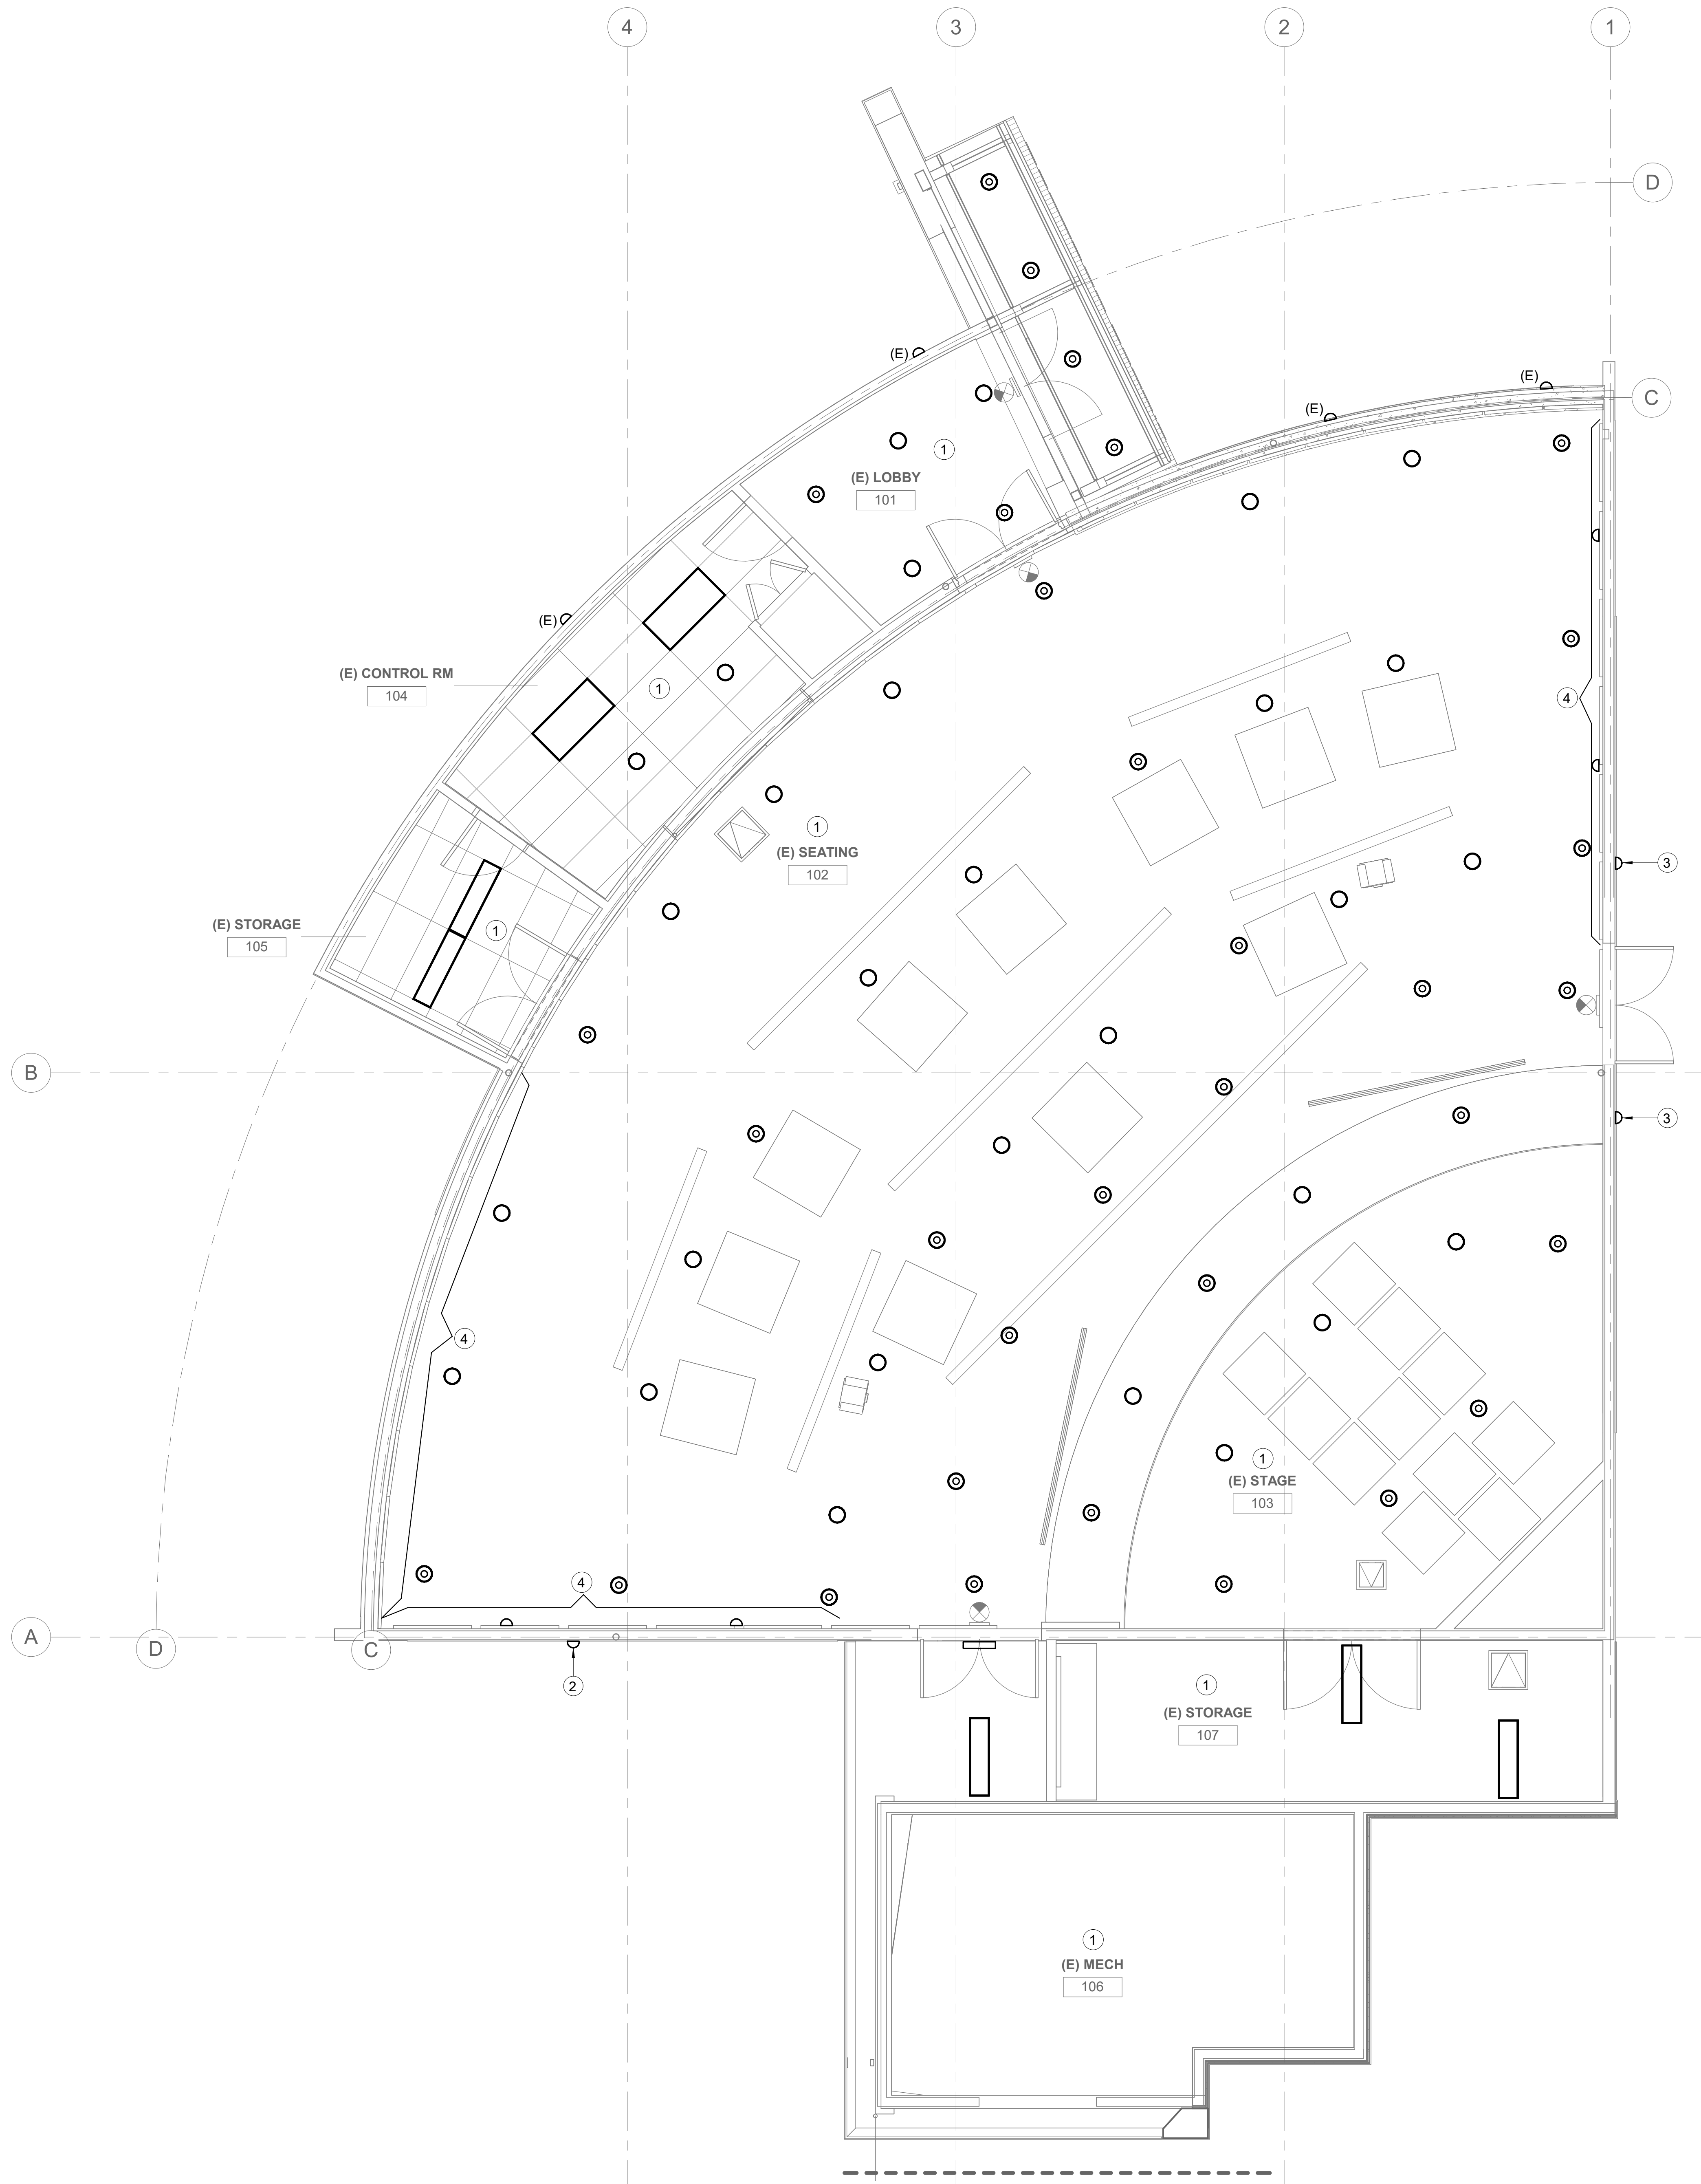 4
3
2
1
D
(E)
(E)
C
(E)
1
(E) LOBBY
101
(E)
(E) CONTROL RM
104
1
4
1
(E) SEATING
102
3
(E) STORAGE
105
1
B
3
4
1
(E) STAGE
103
4
A
D
C
2
1
(E) STORAGE
107
1
(E) MECH
106